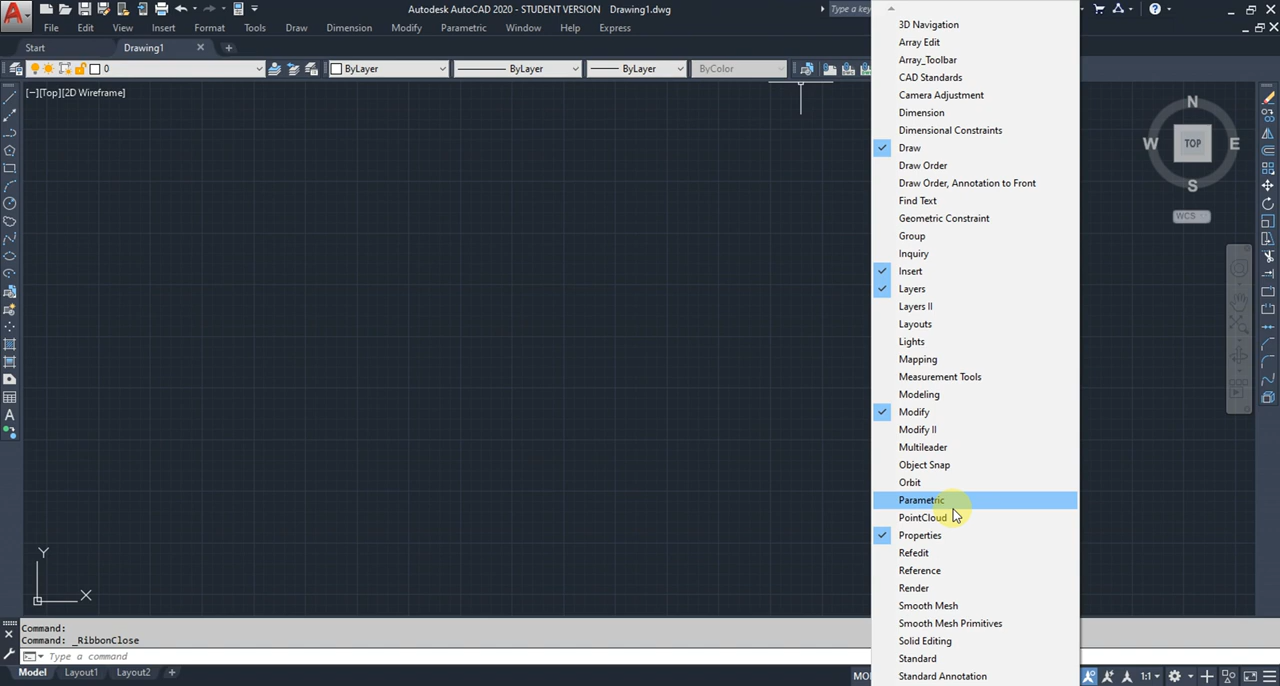 A
Autodesk AutoCAD 2020 - STUDENT VERSION Drawing1.dwg
Type a key
File Edit View Insert Format Tools Draw Dimension Modify Parametric Window Help Express
Start Drawing1
0 ByLayer ByLayer ByLayer ByColor
[−][Top][2D Wireframe]
3D Navigation
Array Edit
Array_Toolbar
CAD Standards
Camera Adjustment
Dimension
Dimensional Constraints
Draw
Draw Order
Draw Order, Annotation to Front
Find Text
Geometric Constraint
Group
Inquiry
Insert
Layers
Layers II
Layouts
Lights
Mapping
Measurement Tools
Modeling
Modify
Modify II
Multileader
Object Snap
Orbit
Parametric
PointCloud
Properties
Refedit
Reference
Render
Smooth Mesh
Smooth Mesh Primitives
Solid Editing
Standard
Standard Annotation
N
W TOP E
S
WCS
A
Y
X
Command:
Command: _RibbonClose
Type a command
Model Layout1 Layout2 +
MO
1:1